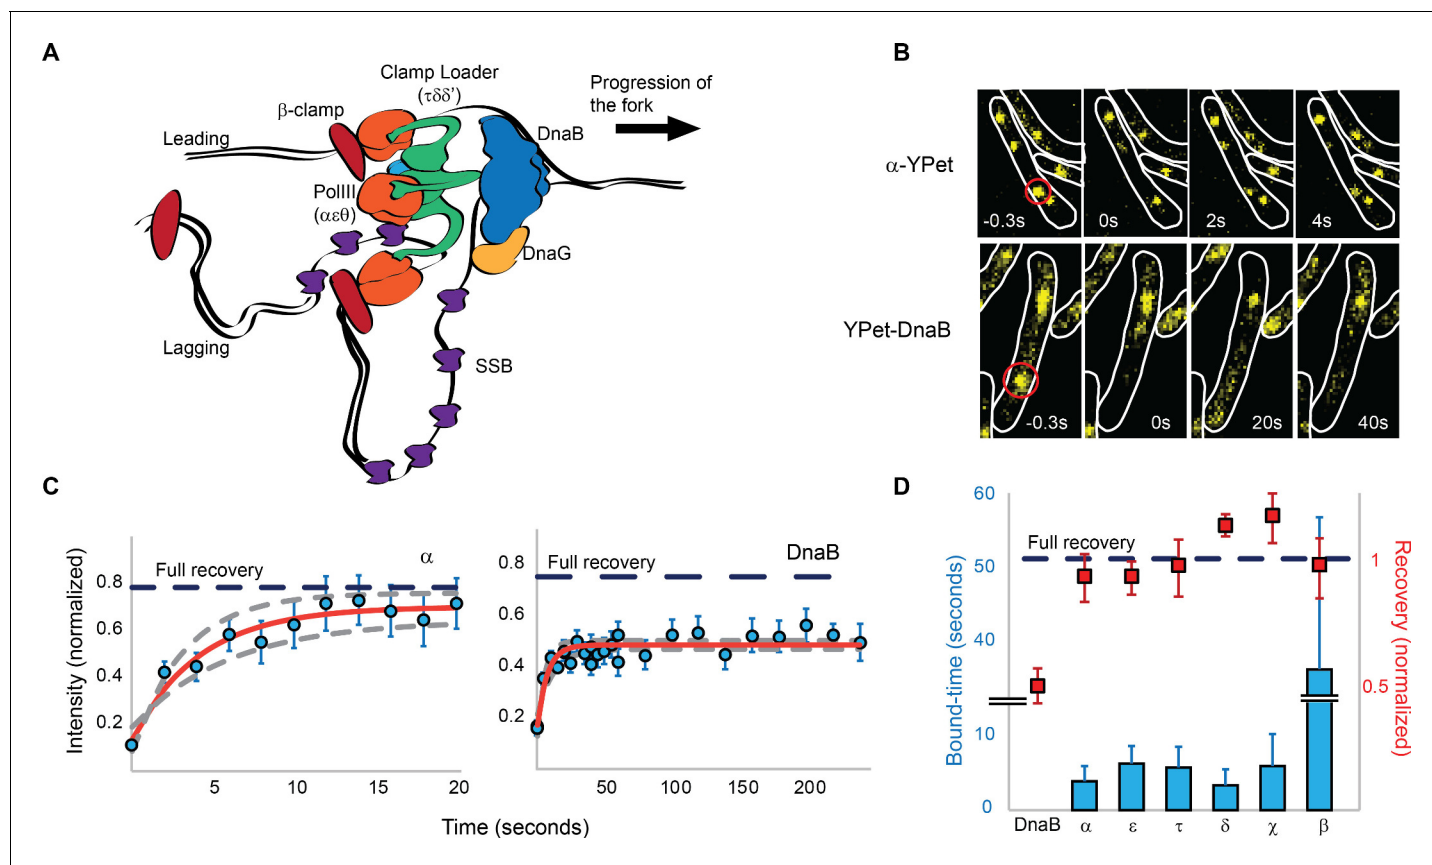 A
Clamp Loader
(τδδ’)
β-clamp
Leading
DnaB
Progression of
the fork
PolIII
(αεθ)
DnaG
Lagging
SSB
B
α-YPet
-0.3s
0s
2s
4s
YPet-DnaB
-0.3s
0s
20s
40s
C
Intensity (normalized)
0.8
0.6
0.4
0.2
Full recovery
α
5
10
15
20
0.8
0.6
0.4
0.2
Full recovery
DnaB
50
100
150
200
Time (seconds)
D
Bound-time (seconds)
60
50
40
10
0
Full recovery
1
0.5
Recovery (normalized)
DnaB
α
ε
τ
δ
χ
β